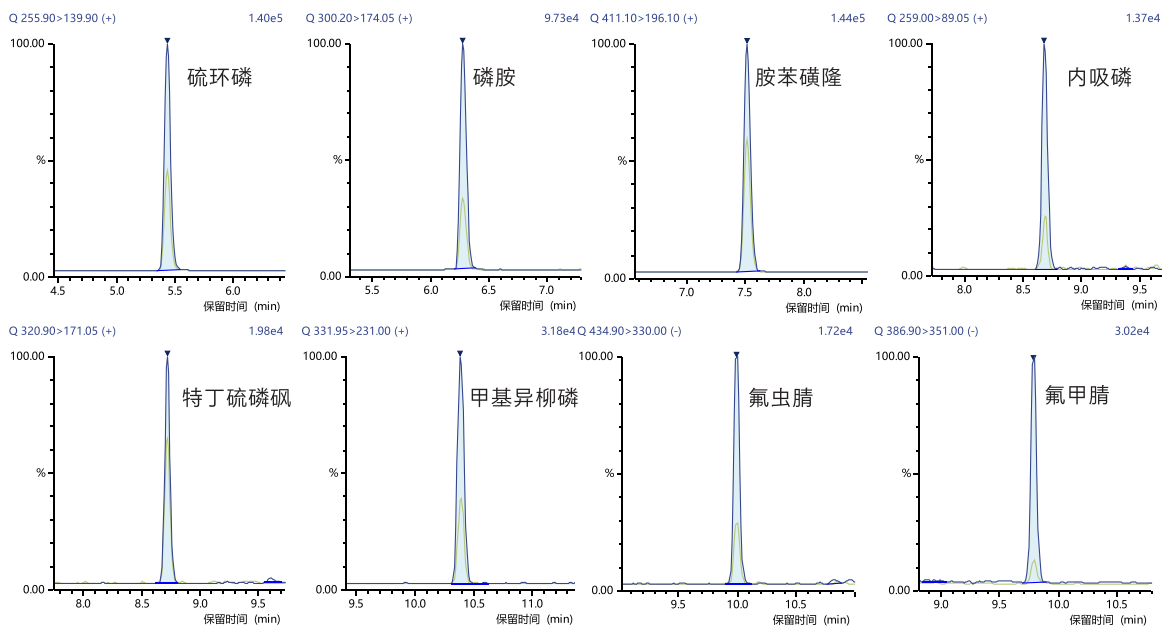 Q 255.90>139.90 (+) 1.40e5
100.00
硫环磷
%
0.00
4.5 5.0 5.5 6.0
保留时间 (min)
Q 300.20>174.05 (+) 9.73e4
100.00
磷胺
%
0.00
5.5 6.0 6.5 7.0
保留时间 (min)
Q 411.10>196.10 (+) 1.44e5
100.00
胺苯磺隆
%
0.00
7.0 7.5 8.0
保留时间 (min)
Q 259.00>89.05 (+) 1.37e4
100.00
内吸磷
%
0.00
8.0 8.5 9.0 9.5
保留时间 (min)
Q 320.90>171.05 (+) 1.98e4
100.00
特丁硫磷砜
%
0.00
8.0 8.5 9.0 9.5
保留时间 (min)
Q 331.95>231.00 (+) 3.18e4
100.00
甲基异柳磷
%
0.00
9.5 10.0 10.5 11.0
保留时间 (min)
Q 434.90>330.00 (-) 1.72e4
100.00
氟虫腈
%
0.00
9.5 10.0 10.5
保留时间 (min)
Q 386.90>351.00 (-) 3.02e4
100.00
氟甲腈
%
0.00
9.0 9.5 10.0 10.5
保留时间 (min)